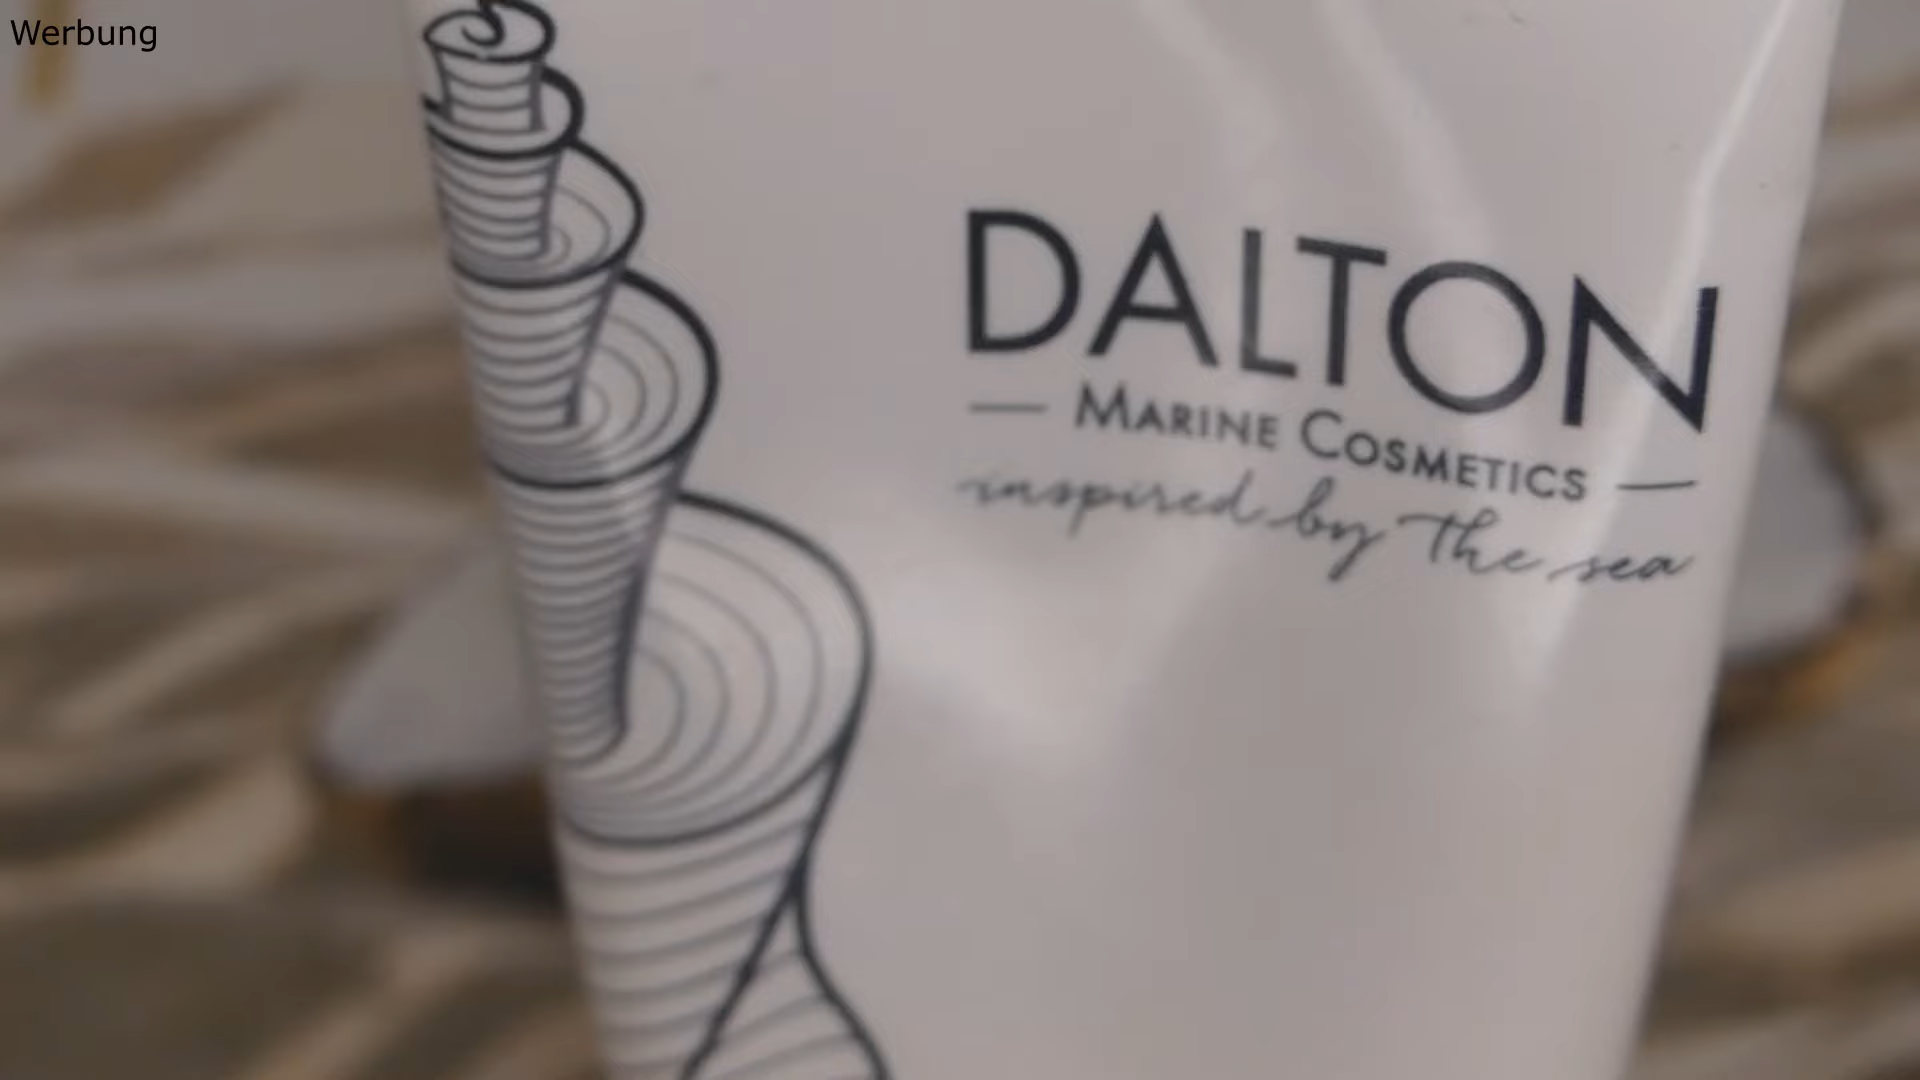 Werbung
DALTON
— MARINE COSMETICS —
inspired by the sea